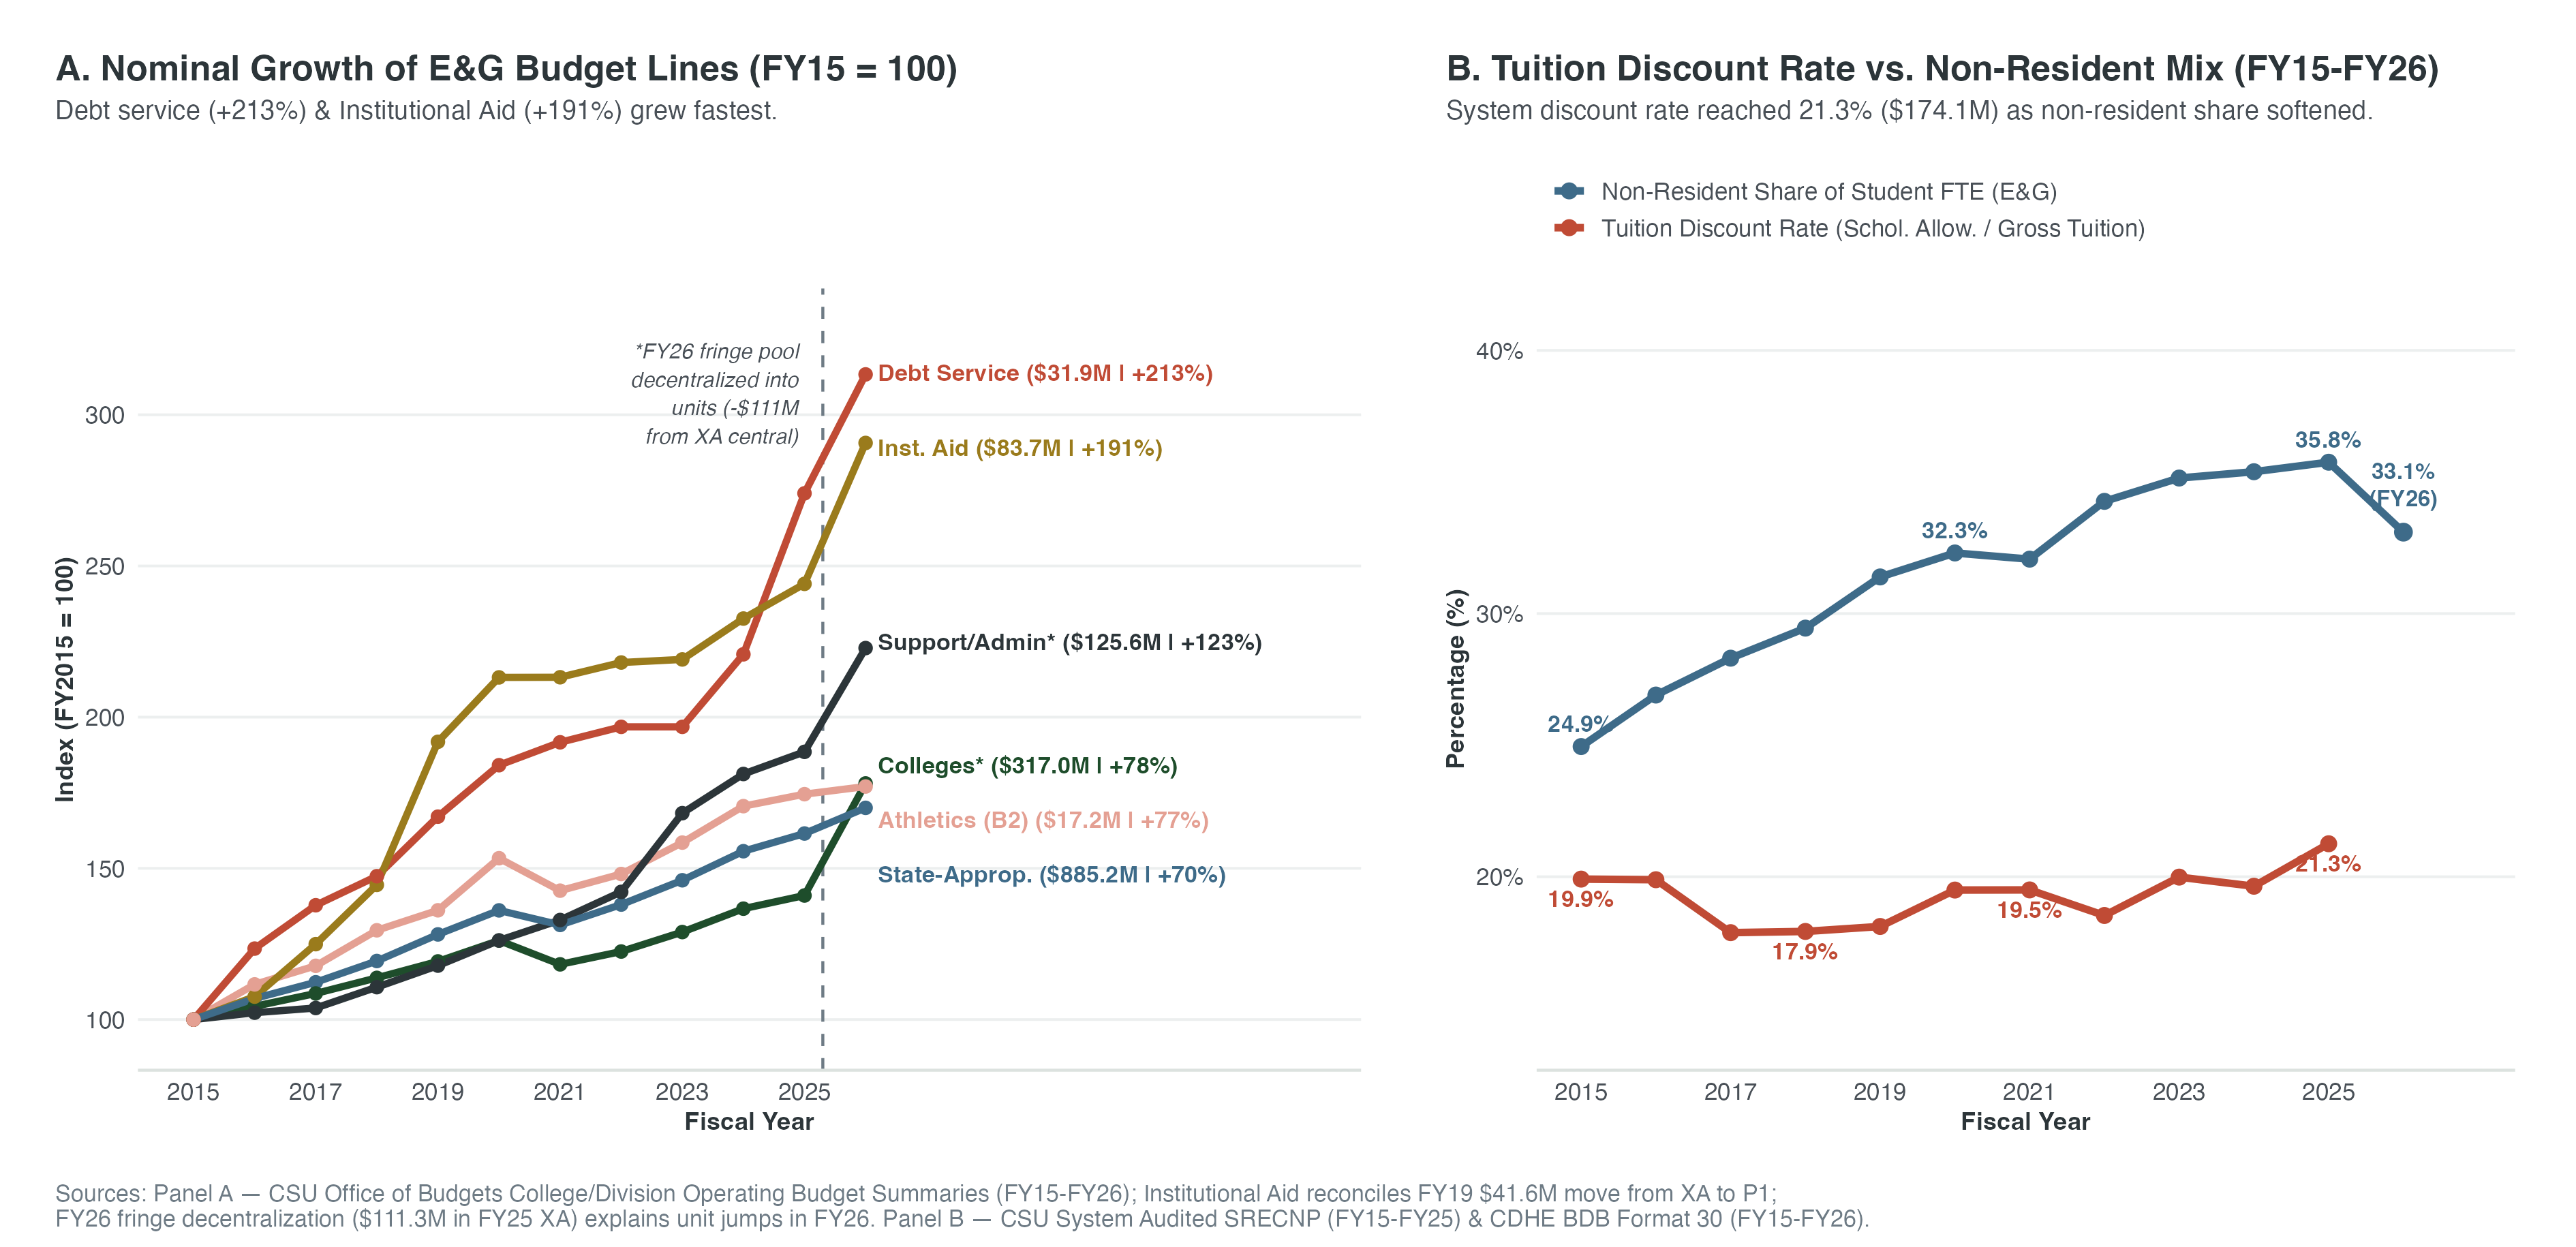 A. Nominal Growth of E&G Budget Lines (FY15 = 100)
Debt service (+213%) & Institutional Aid (+191%) grew fastest.
*FY26 fringe pool
decentralized into
units (-$111M
from XA central)
Debt Service ($31.9M | +213%)
Inst. Aid ($83.7M | +191%)
Support/Admin* ($125.6M | +123%)
Colleges* ($317.0M | +78%)
Athletics (B2) ($17.2M | +77%)
State-Approp. ($885.2M | +70%)
Index (FY2015 = 100)
300
250
200
150
100
2015 2017 2019 2021 2023 2025
Fiscal Year
B. Tuition Discount Rate vs. Non-Resident Mix (FY15-FY26)
System discount rate reached 21.3% ($174.1M) as non-resident share softened.
Non-Resident Share of Student FTE (E&G)
Tuition Discount Rate (Schol. Allow. / Gross Tuition)
Percentage (%)
40%
30%
20%
24.9%
32.3%
35.8%
33.1%
(FY26)
19.9%
17.9%
19.5%
21.3%
2015 2017 2019 2021 2023 2025
Fiscal Year
Sources: Panel A — CSU Office of Budgets College/Division Operating Budget Summaries (FY15-FY26); Institutional Aid reconciles FY19 $41.6M move from XA to P1;
FY26 fringe decentralization ($111.3M in FY25 XA) explains unit jumps in FY26. Panel B — CSU System Audited SRECNP (FY15-FY25) & CDHE BDB Format 30 (FY15-FY26).